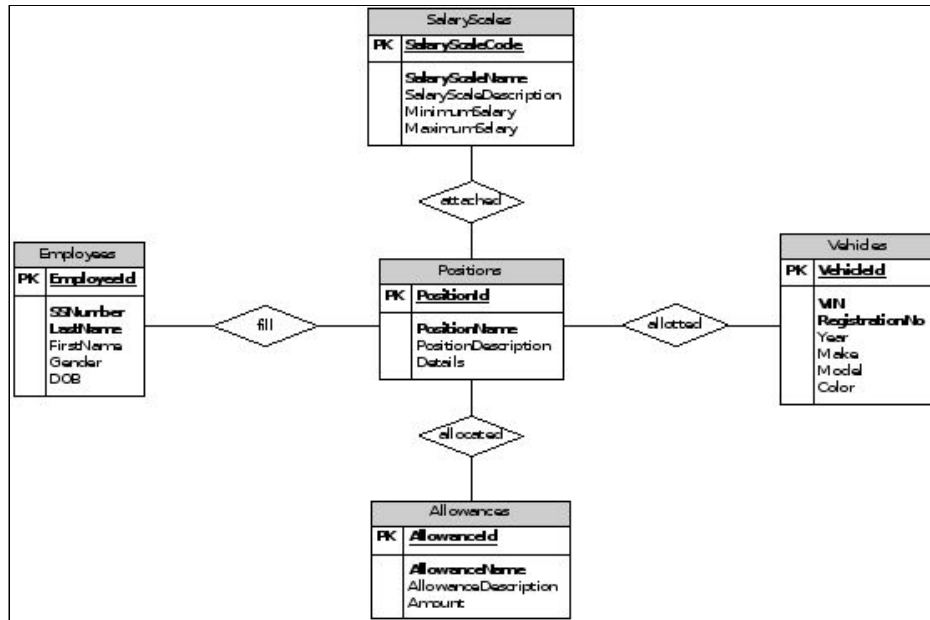 SalaryScales
PK SalaryScaleCode
SalaryScaleName
SalaryScaleDescription
MinimumSalary
MaximumSalary
attached
Employees
PK EmployeeId
SSNumber
LastName
FirstName
Gender
DOB
fill
Positions
PK PositionId
PositionName
PositionDescription
Details
allotted
Vehicles
PK VehicleId
VIN
RegistrationNo
Year
Make
Model
Color
allocated
Allowances
PK AllowanceId
AllowanceName
AllowanceDescription
Amount